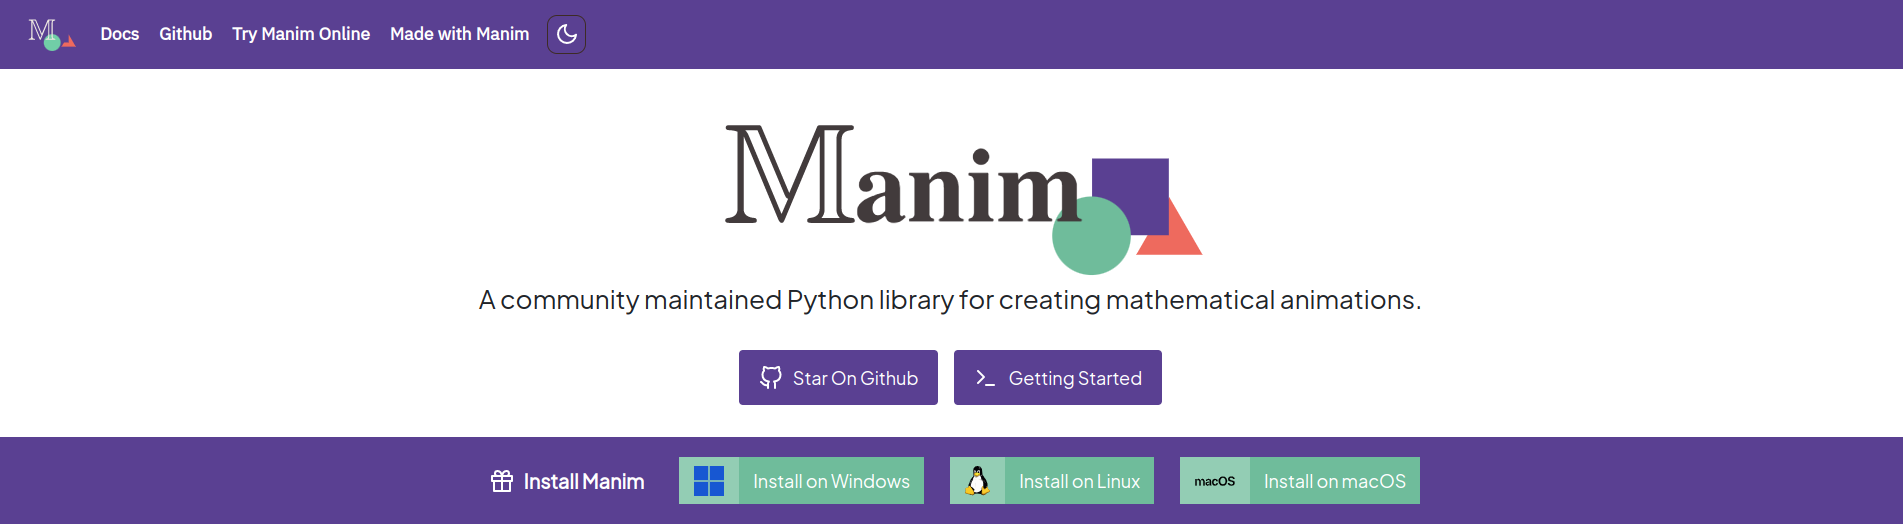 M
Docs Github Try Manim Online Made with Manim
Manim
A community maintained Python library for creating mathematical animations.
Star On Github Getting Started
Install Manim Install on Windows Install on Linux macOS Install on macOS